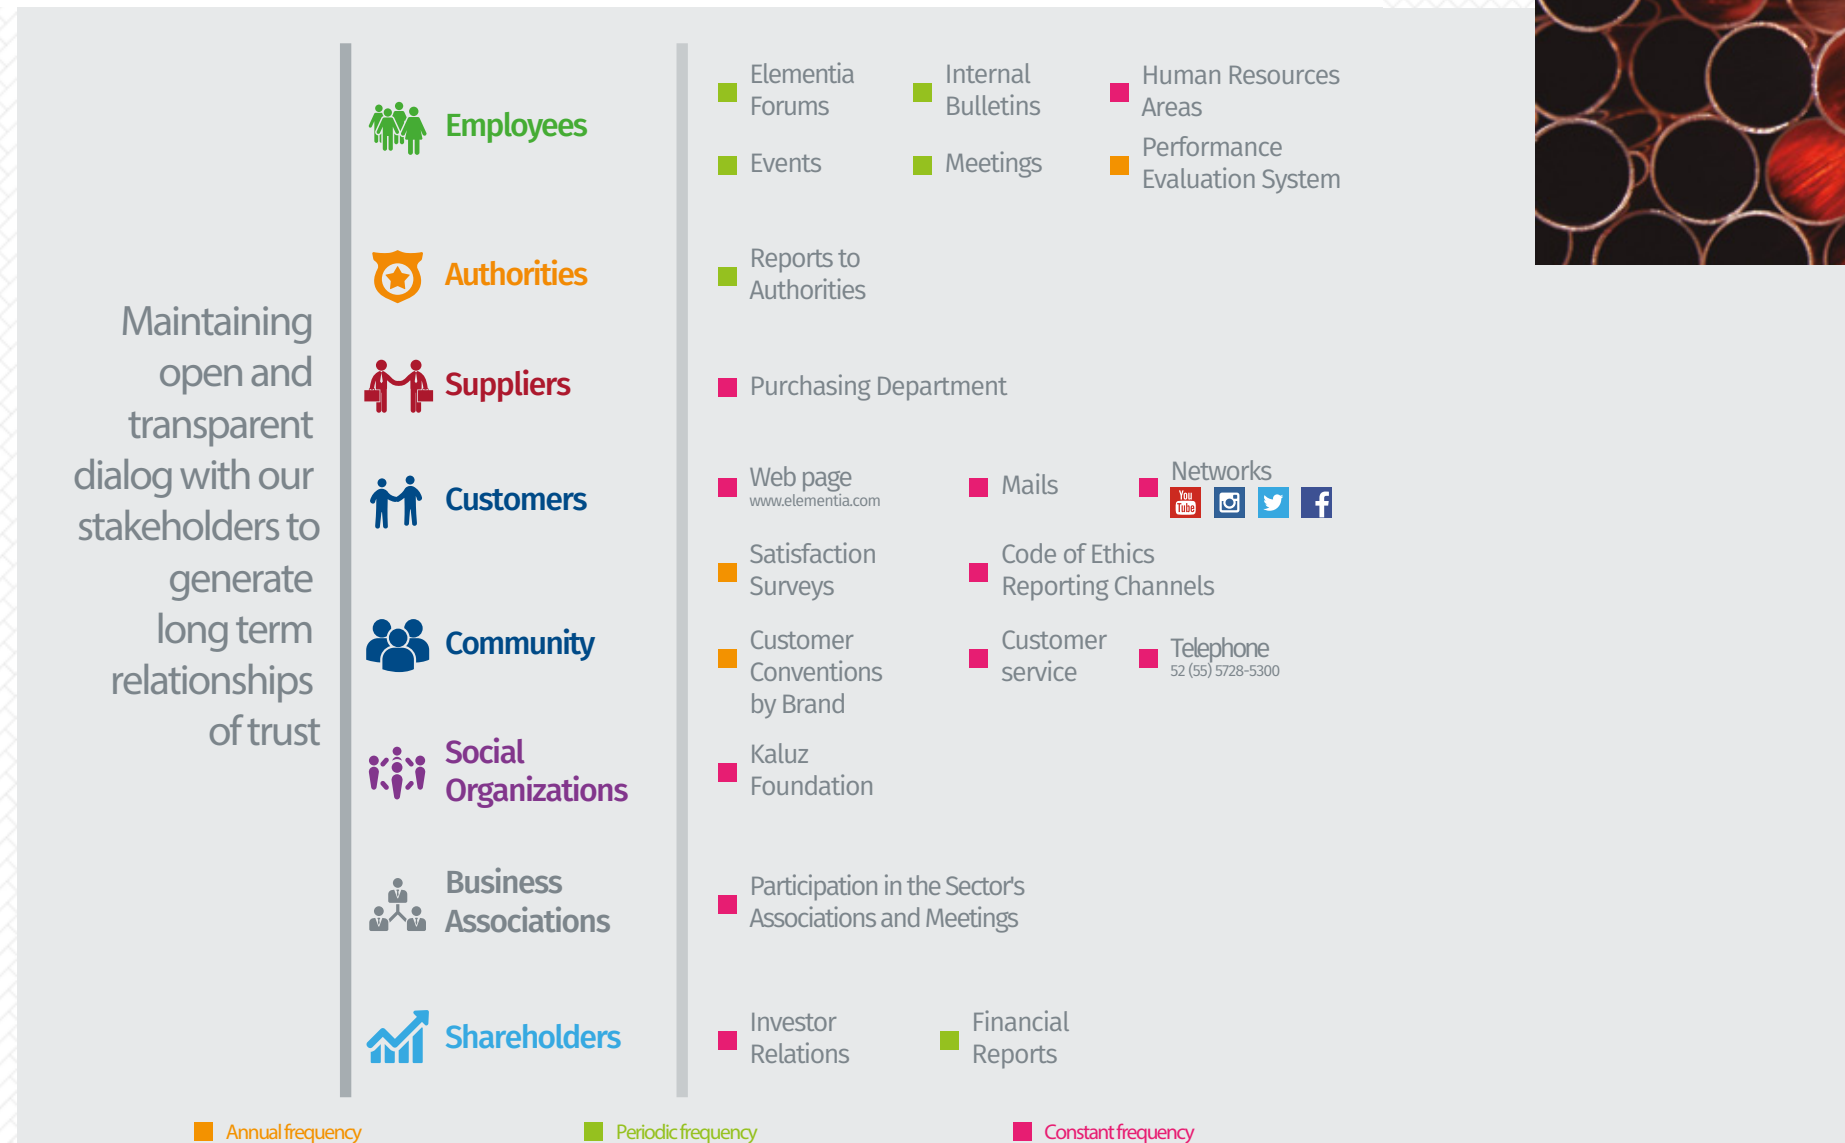 Maintaining
open and
transparent
dialog with our
stakeholders to
generate
long term
relationships
of trust
Employees
Elementia
Forums
Internal
Bulletins
Human Resources
Areas
Events
Meetings
Performance
Evaluation System
Authorities
Reports to
Authorities
Suppliers
Purchasing Department
Customers
Web page
www.elementia.com
Mails
Networks
You
Tube
Satisfaction
Surveys
Code of Ethics
Reporting Channels
Community
Customer
Conventions
by Brand
Customer
service
Telephone
52 (55) 5728-5300
Social
Organizations
Kaluz
Foundation
Business
Associations
Participation in the Sector's
Associations and Meetings
Shareholders
Investor
Relations
Financial
Reports
Annual frequency
Periodic frequency
Constant frequency